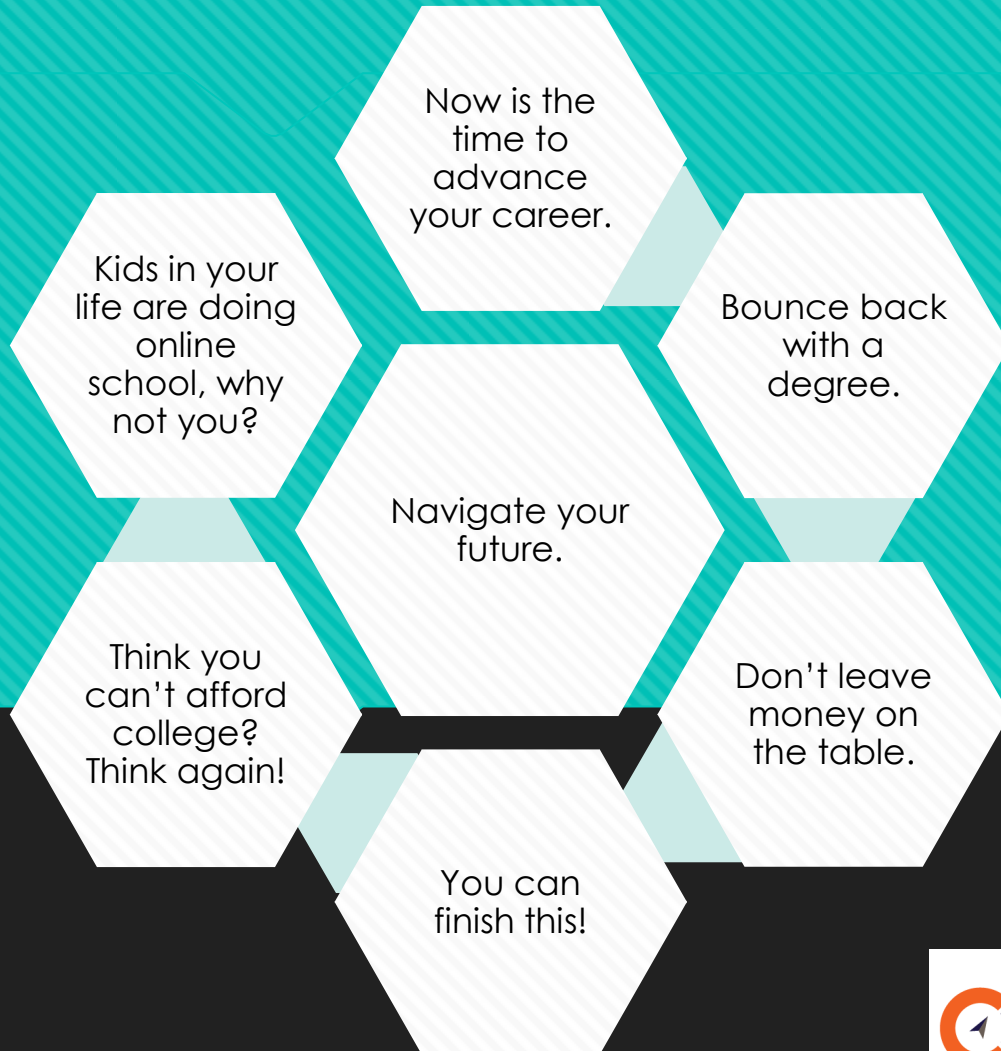 Now is the
time to
advance
your career.
Kids in your
life are doing
online
school, why
not you?
Bounce back
with a
degree.
Navigate your
future.
Think you
can’t afford
college?
Think again!
Don’t leave
money on
the table.
You can
finish this!